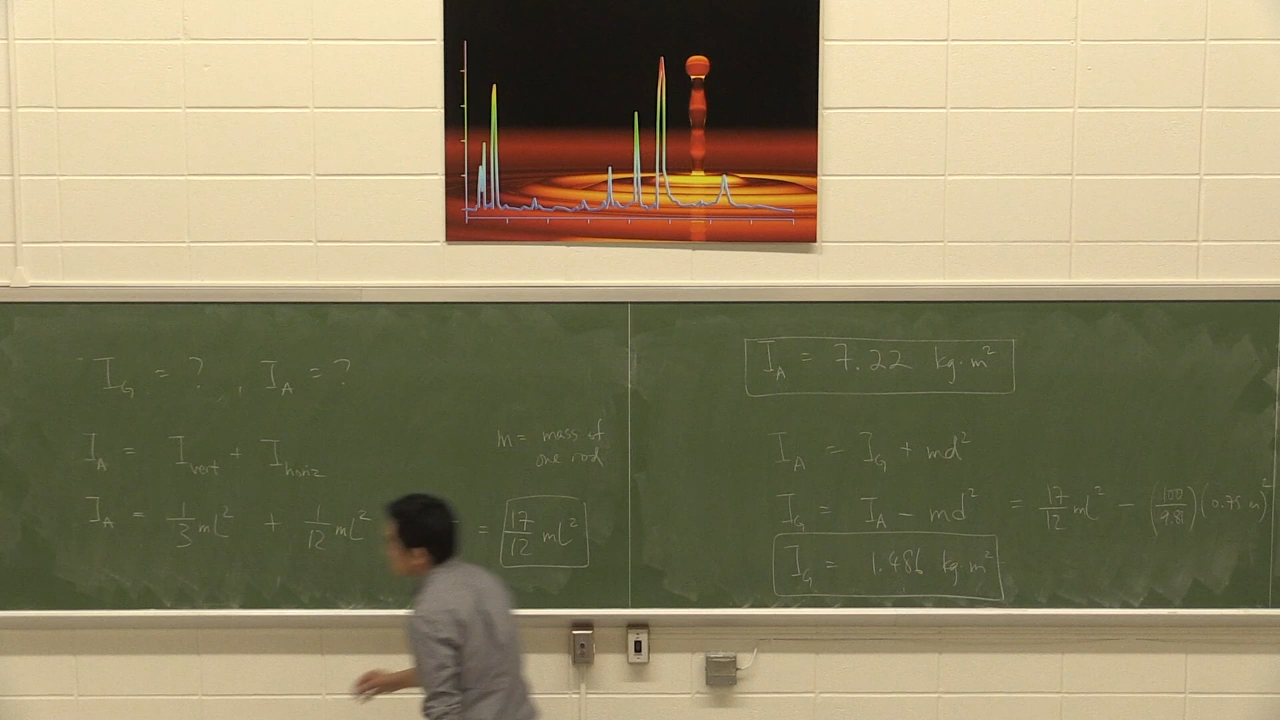 I_G = ? , I_A = ?
I_A = I_vert + I_horiz
m = mass of
one rod
I_A = 1/3 ml² + 1/12 ml² = 17/12 ml²
I_A = 7.22 kg·m²
I_A = I_G + md²
I_G = I_A - md² = 17/12 ml² - (100/9.81)(0.75 m)²
I_G = 1.486 kg·m²